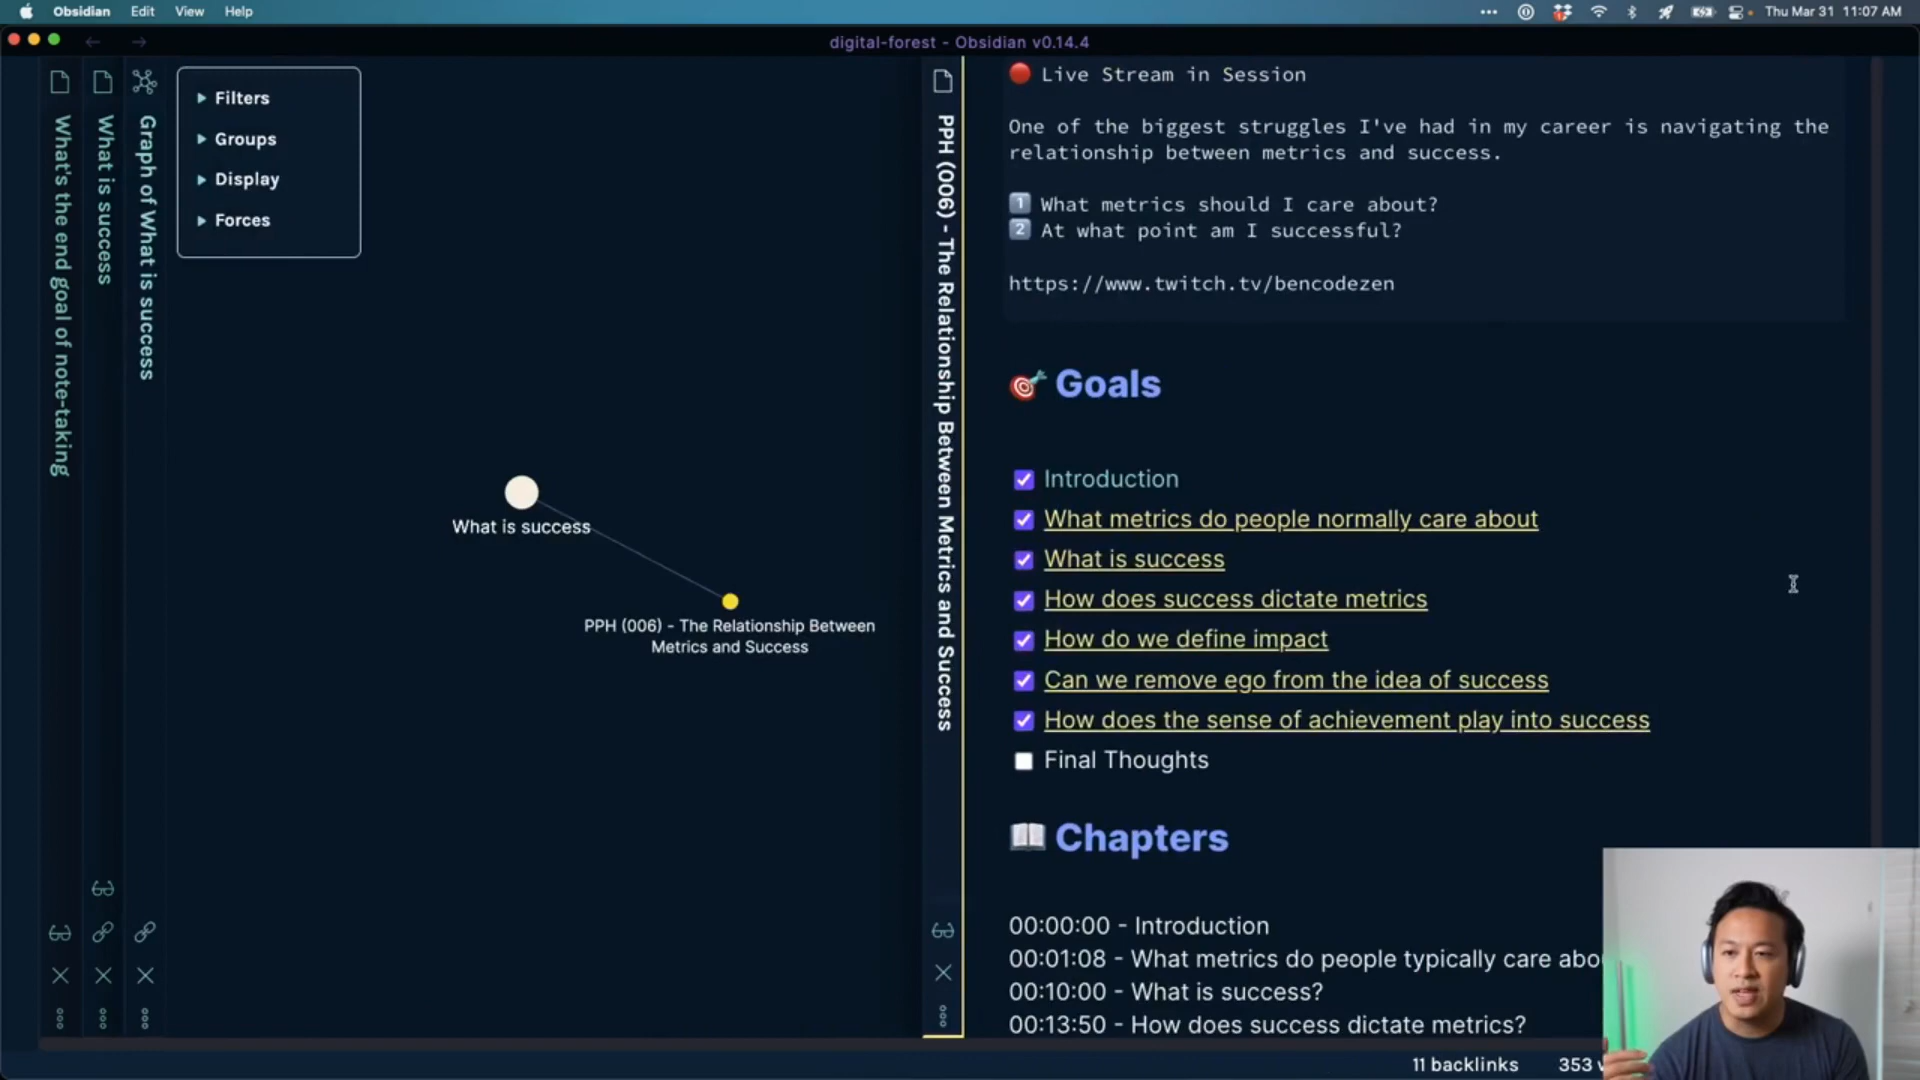 Obsidian Edit View Help
Thu Mar 31 11:07 AM
digital-forest - Obsidian v0.14.4
What's the end goal of note-taking
What is success
Graph of What is success
Filters
Groups
Display
Forces
What is success
PPH (006) - The Relationship Between
Metrics and Success
PPH (006) - The Relationship Between Metrics and Success
Live Stream in Session
One of the biggest struggles I've had in my career is navigating the
relationship between metrics and success.
1 What metrics should I care about?
2 At what point am I successful?
https://www.twitch.tv/bencodezen
Goals
Introduction
What metrics do people normally care about
What is success
How does success dictate metrics
How do we define impact
Can we remove ego from the idea of success
How does the sense of achievement play into success
Final Thoughts
Chapters
00:00:00 - Introduction
00:01:08 - What metrics do people typically care abo
00:10:00 - What is success?
00:13:50 - How does success dictate metrics?
11 backlinks 353